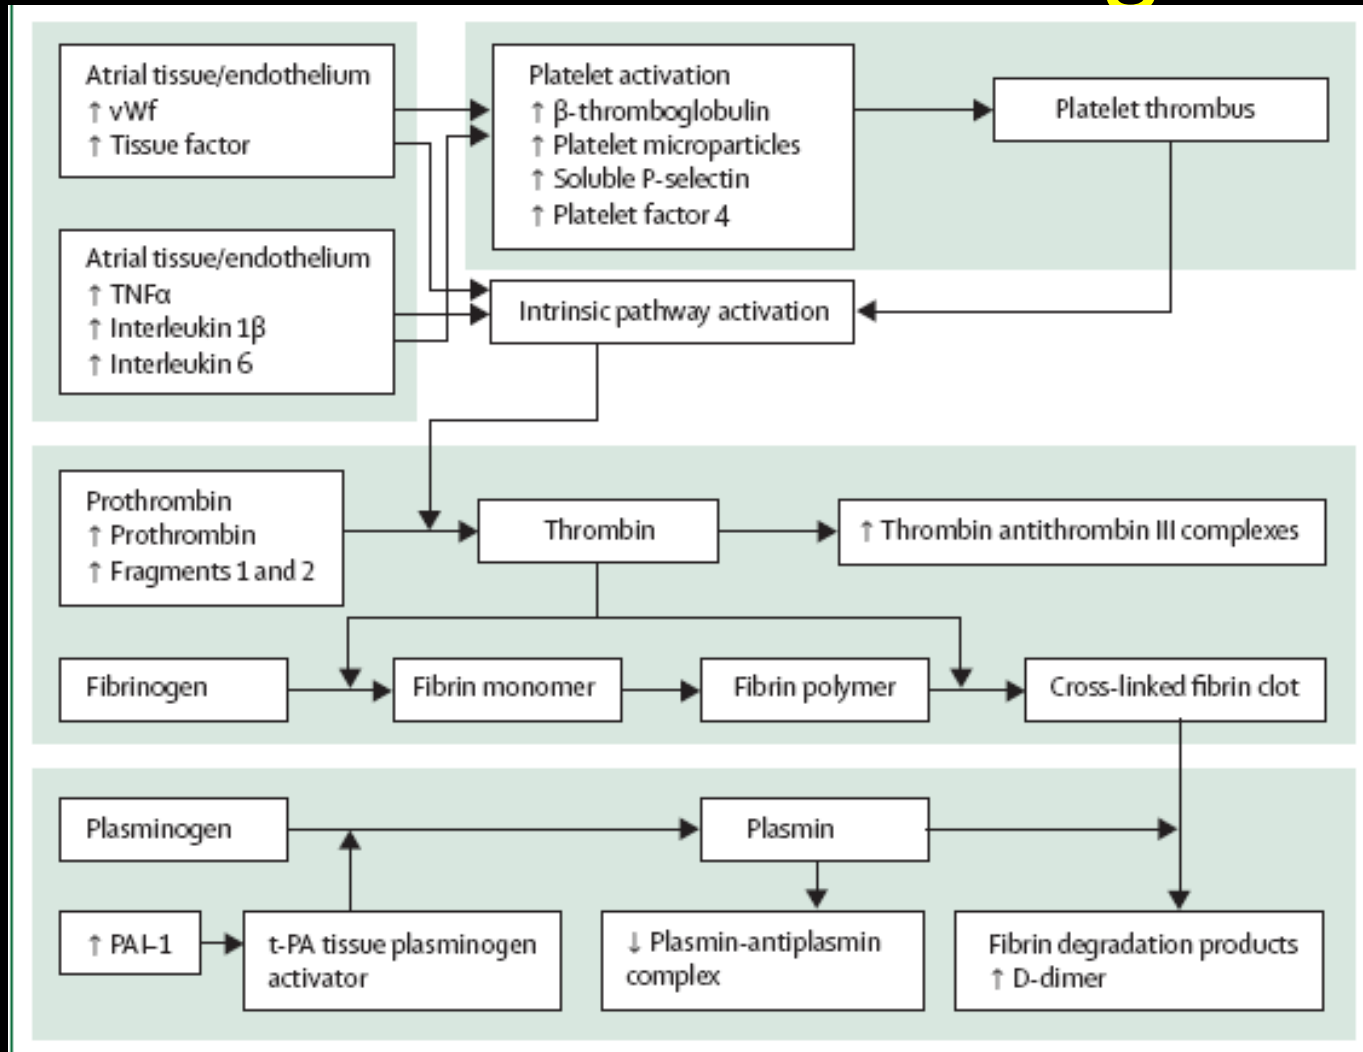 Atrial tissue/endothelium
↑ vWf
↑ Tissue factor
Platelet activation
↑ β-thromboglobulin
↑ Platelet microparticles
↑ Soluble P-selectin
↑ Platelet factor 4
Platelet thrombus
Atrial tissue/endothelium
↑ TNFα
↑ Interleukin 1β
↑ Interleukin 6
Intrinsic pathway activation
Prothrombin
↑ Prothrombin
↑ Fragments 1 and 2
Thrombin
↑ Thrombin antithrombin III complexes
Fibrinogen
Fibrin monomer
Fibrin polymer
Cross-linked fibrin clot
Plasminogen
Plasmin
↑ PAI–1
t-PA tissue plasminogen
activator
↓ Plasmin-antiplasmin
complex
Fibrin degradation products
↑ D-dimer